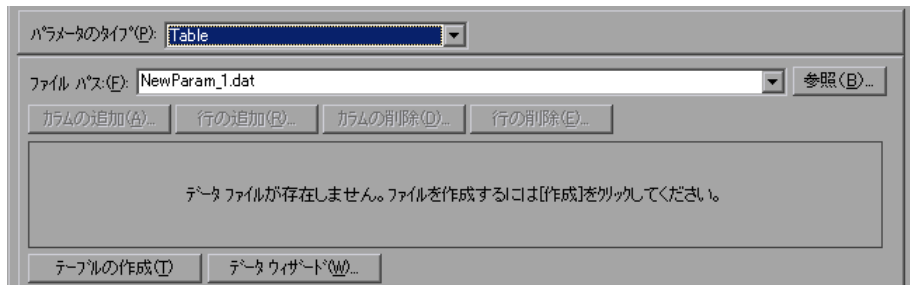 パラメータのタイプ(P): Table
ファイル パス:(F): NewParam_1.dat 参照(B)...
カラムの追加(A)... 行の追加(R)... カラムの削除(D)... 行の削除(E)...
データ ファイルが存在しません。ファイルを作成するには[作成]をクリックしてください。
テーブルの作成(T) データ ウィザード(W)...